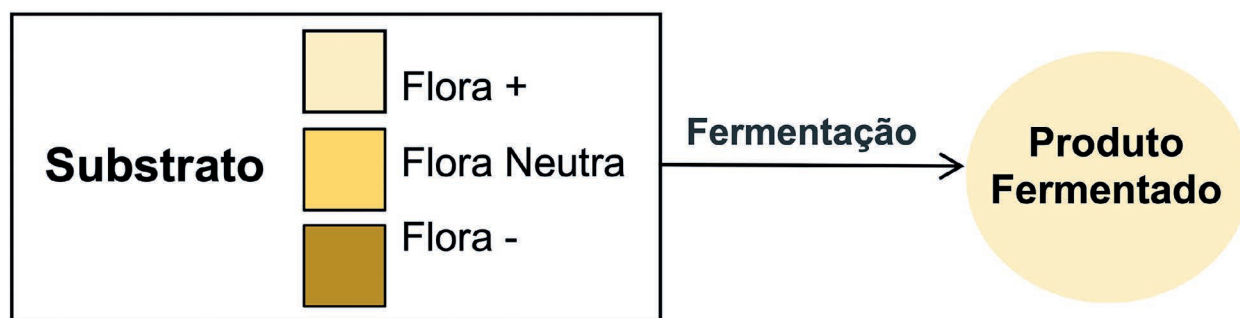 Substrato
Flora +
Flora Neutra
Flora -
Fermentação
Produto
Fermentado